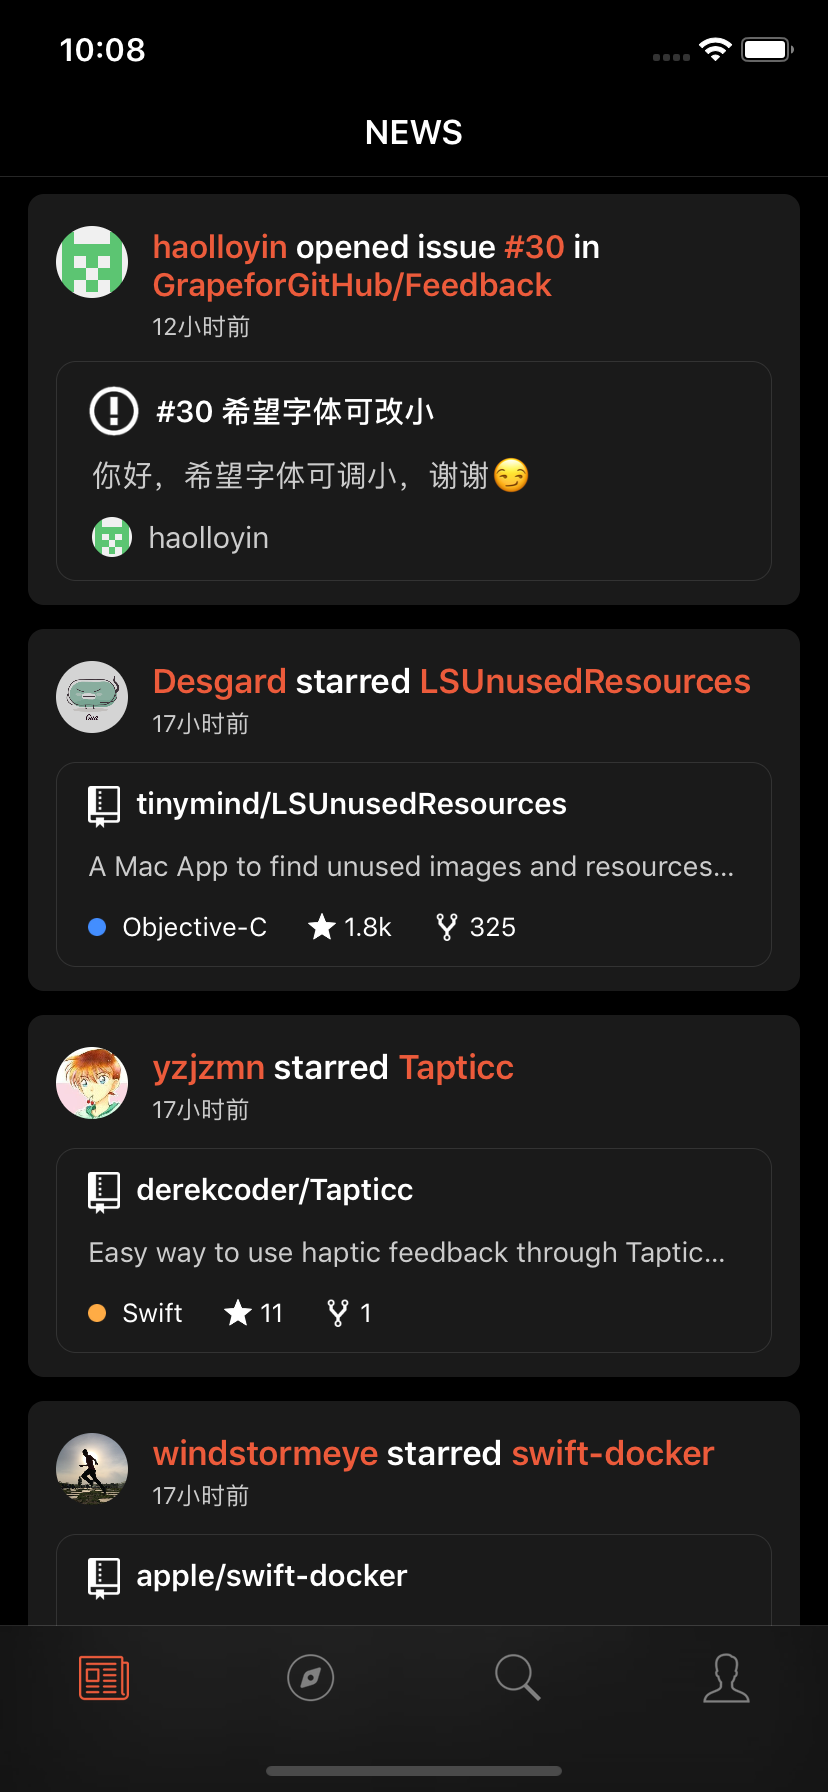 10:08
NEWS
haolloyin opened issue #30 in
GrapeforGitHub/Feedback
12小时前
#30 希望字体可改小
你好，希望字体可调小，谢谢😏
haolloyin
Desgard starred LSUnusedResources
17小时前
tinymind/LSUnusedResources
A Mac App to find unused images and resources...
Objective-C 1.8k 325
yzjzmn starred Tapticc
17小时前
derekcoder/Tapticc
Easy way to use haptic feedback through Taptic...
Swift 11 1
windstormeye starred swift-docker
17小时前
apple/swift-docker